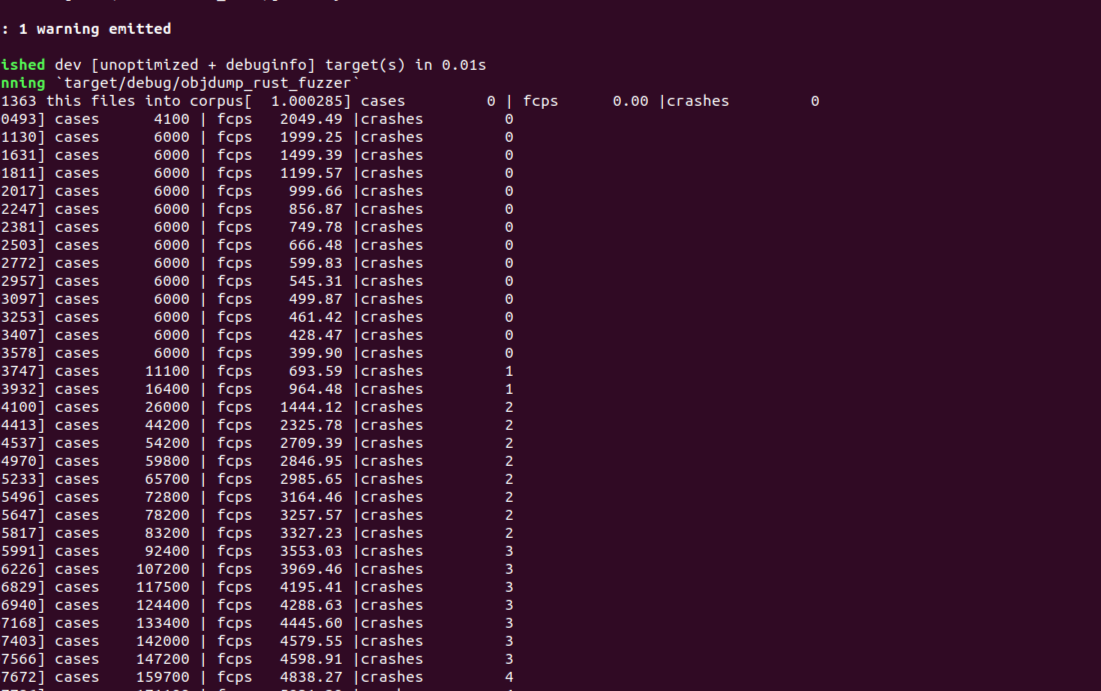 : 1 warning emitted
ished dev [unoptimized + debuginfo] target(s) in 0.01s
nning `target/debug/objdump_rust_fuzzer`
1363 this files into corpus[  1.000285] cases         0 | fcps      0.00 |crashes         0
0493] cases      4100 | fcps   2049.49 |crashes         0
1130] cases      6000 | fcps   1999.25 |crashes         0
1631] cases      6000 | fcps   1499.39 |crashes         0
1811] cases      6000 | fcps   1199.57 |crashes         0
2017] cases      6000 | fcps    999.66 |crashes         0
2247] cases      6000 | fcps    856.87 |crashes         0
2381] cases      6000 | fcps    749.78 |crashes         0
2503] cases      6000 | fcps    666.48 |crashes         0
2772] cases      6000 | fcps    599.83 |crashes         0
2957] cases      6000 | fcps    545.31 |crashes         0
3097] cases      6000 | fcps    499.87 |crashes         0
3253] cases      6000 | fcps    461.42 |crashes         0
3407] cases      6000 | fcps    428.47 |crashes         0
3578] cases      6000 | fcps    399.90 |crashes         0
3747] cases     11100 | fcps    693.59 |crashes         1
3932] cases     16400 | fcps    964.48 |crashes         1
4100] cases     26000 | fcps   1444.12 |crashes         2
4413] cases     44200 | fcps   2325.78 |crashes         2
4537] cases     54200 | fcps   2709.39 |crashes         2
4970] cases     59800 | fcps   2846.95 |crashes         2
5233] cases     65700 | fcps   2985.65 |crashes         2
5496] cases     72800 | fcps   3164.46 |crashes         2
5647] cases     78200 | fcps   3257.57 |crashes         2
5817] cases     83200 | fcps   3327.23 |crashes         2
5991] cases     92400 | fcps   3553.03 |crashes         3
6226] cases    107200 | fcps   3969.46 |crashes         3
6829] cases    117500 | fcps   4195.41 |crashes         3
6940] cases    124400 | fcps   4288.63 |crashes         3
7168] cases    133400 | fcps   4445.60 |crashes         3
7403] cases    142000 | fcps   4579.55 |crashes         3
7566] cases    147200 | fcps   4598.91 |crashes         3
7672] cases    159700 | fcps   4838.27 |crashes         4